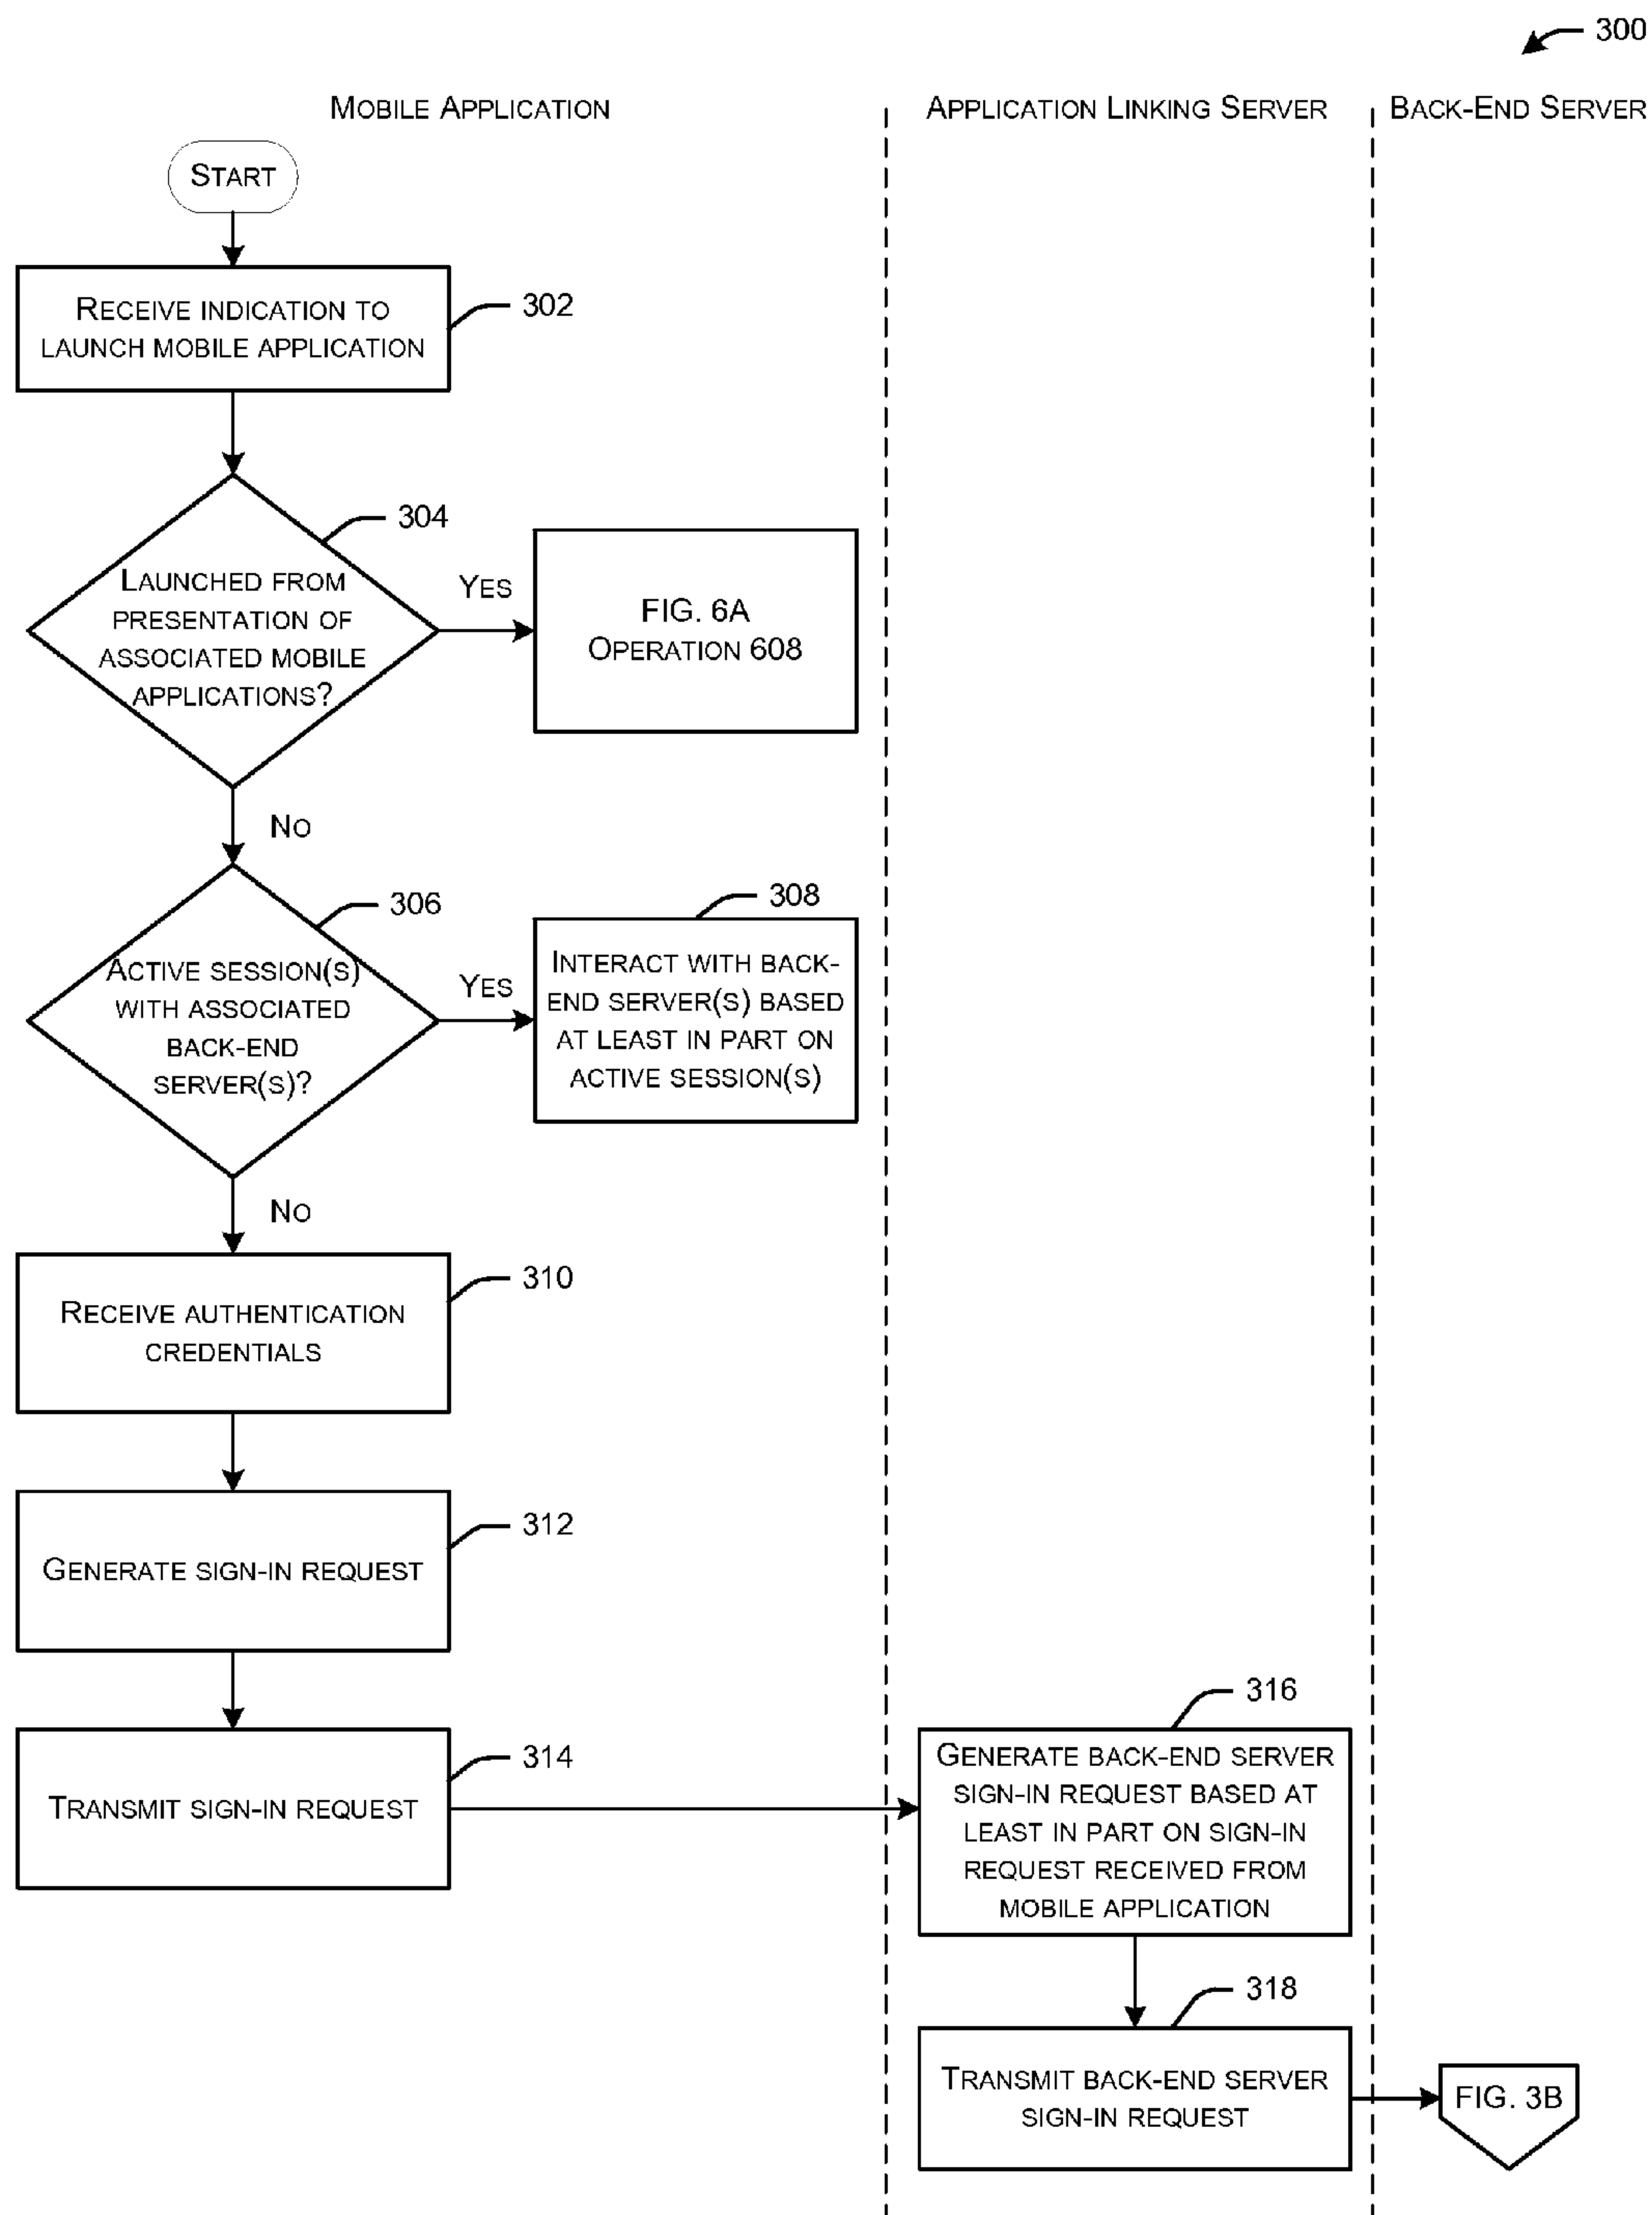 300
MOBILE APPLICATION
APPLICATION LINKING SERVER
BACK-END SERVER
START
RECEIVE INDICATION TO
LAUNCH MOBILE APPLICATION
302
304
LAUNCHED FROM
PRESENTATION OF
ASSOCIATED MOBILE
APPLICATIONS?
YES
FIG. 6A
OPERATION 608
NO
306
ACTIVE SESSION(S)
WITH ASSOCIATED
BACK-END
SERVER(S)?
YES
308
INTERACT WITH BACK-
END SERVER(S) BASED
AT LEAST IN PART ON
ACTIVE SESSION(S)
NO
310
RECEIVE AUTHENTICATION
CREDENTIALS
312
GENERATE SIGN-IN REQUEST
314
TRANSMIT SIGN-IN REQUEST
316
GENERATE BACK-END SERVER
SIGN-IN REQUEST BASED AT
LEAST IN PART ON SIGN-IN
REQUEST RECEIVED FROM
MOBILE APPLICATION
318
TRANSMIT BACK-END SERVER
SIGN-IN REQUEST
FIG. 3B